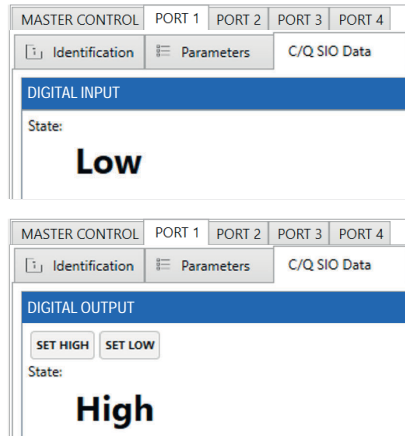 MASTER CONTROL PORT 1 PORT 2 PORT 3 PORT 4
Identification Parameters C/Q SIO Data
DIGITAL INPUT
State:
Low
MASTER CONTROL PORT 1 PORT 2 PORT 3 PORT 4
Identification Parameters C/Q SIO Data
DIGITAL OUTPUT
SET HIGH SET LOW
State:
High